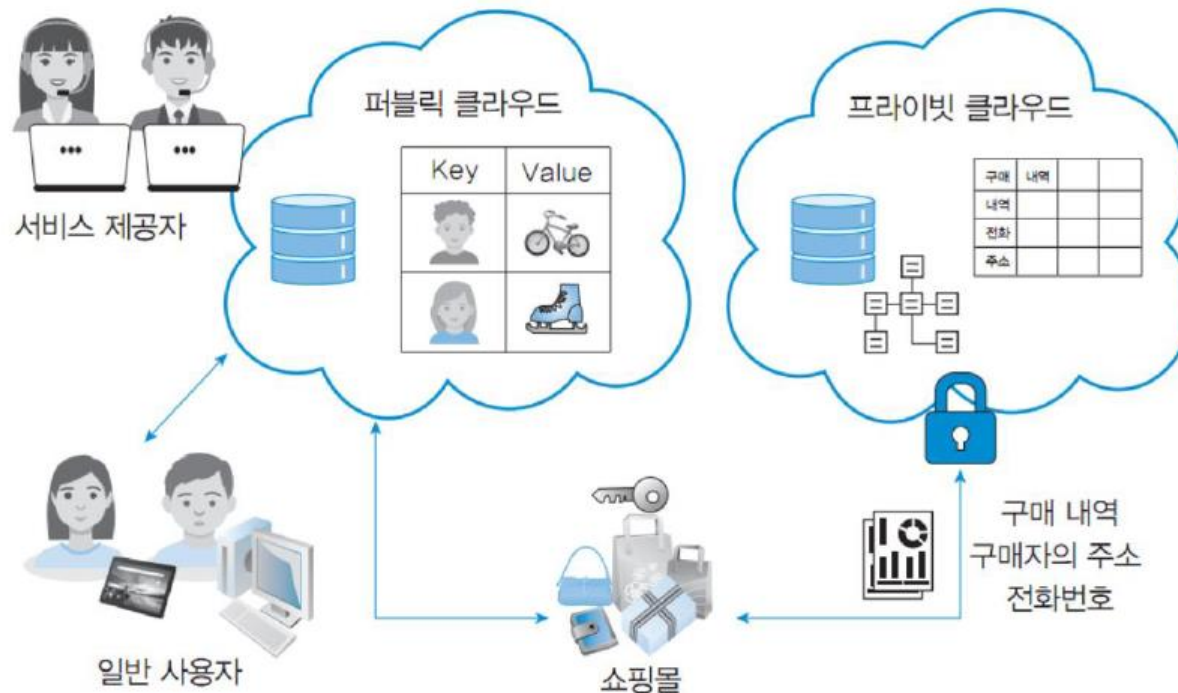 서비스 제공자
퍼블릭 클라우드
Key Value
프라이빗 클라우드
구매 내역
내역
전화
주소
일반 사용자
쇼핑몰
구매 내역
구매자의 주소
전화번호